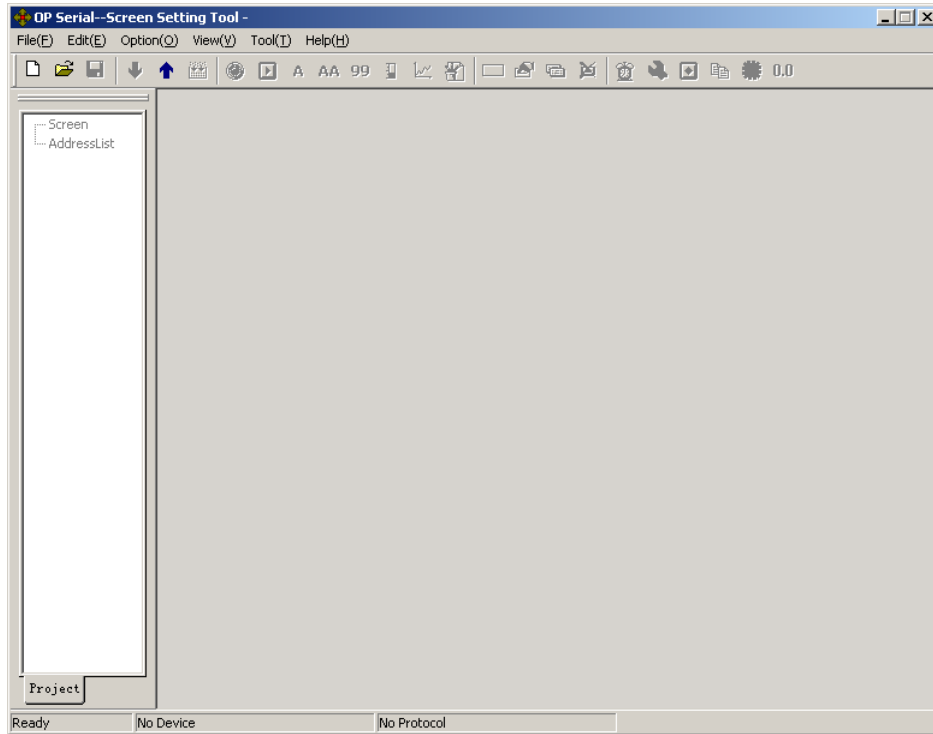 OP Serial--Screen Setting Tool -
File(F) Edit(E) Option(O) View(V) Tool(T) Help(H)
A AA 99 0.0
Screen
AddressList
Project
Ready No Device No Protocol